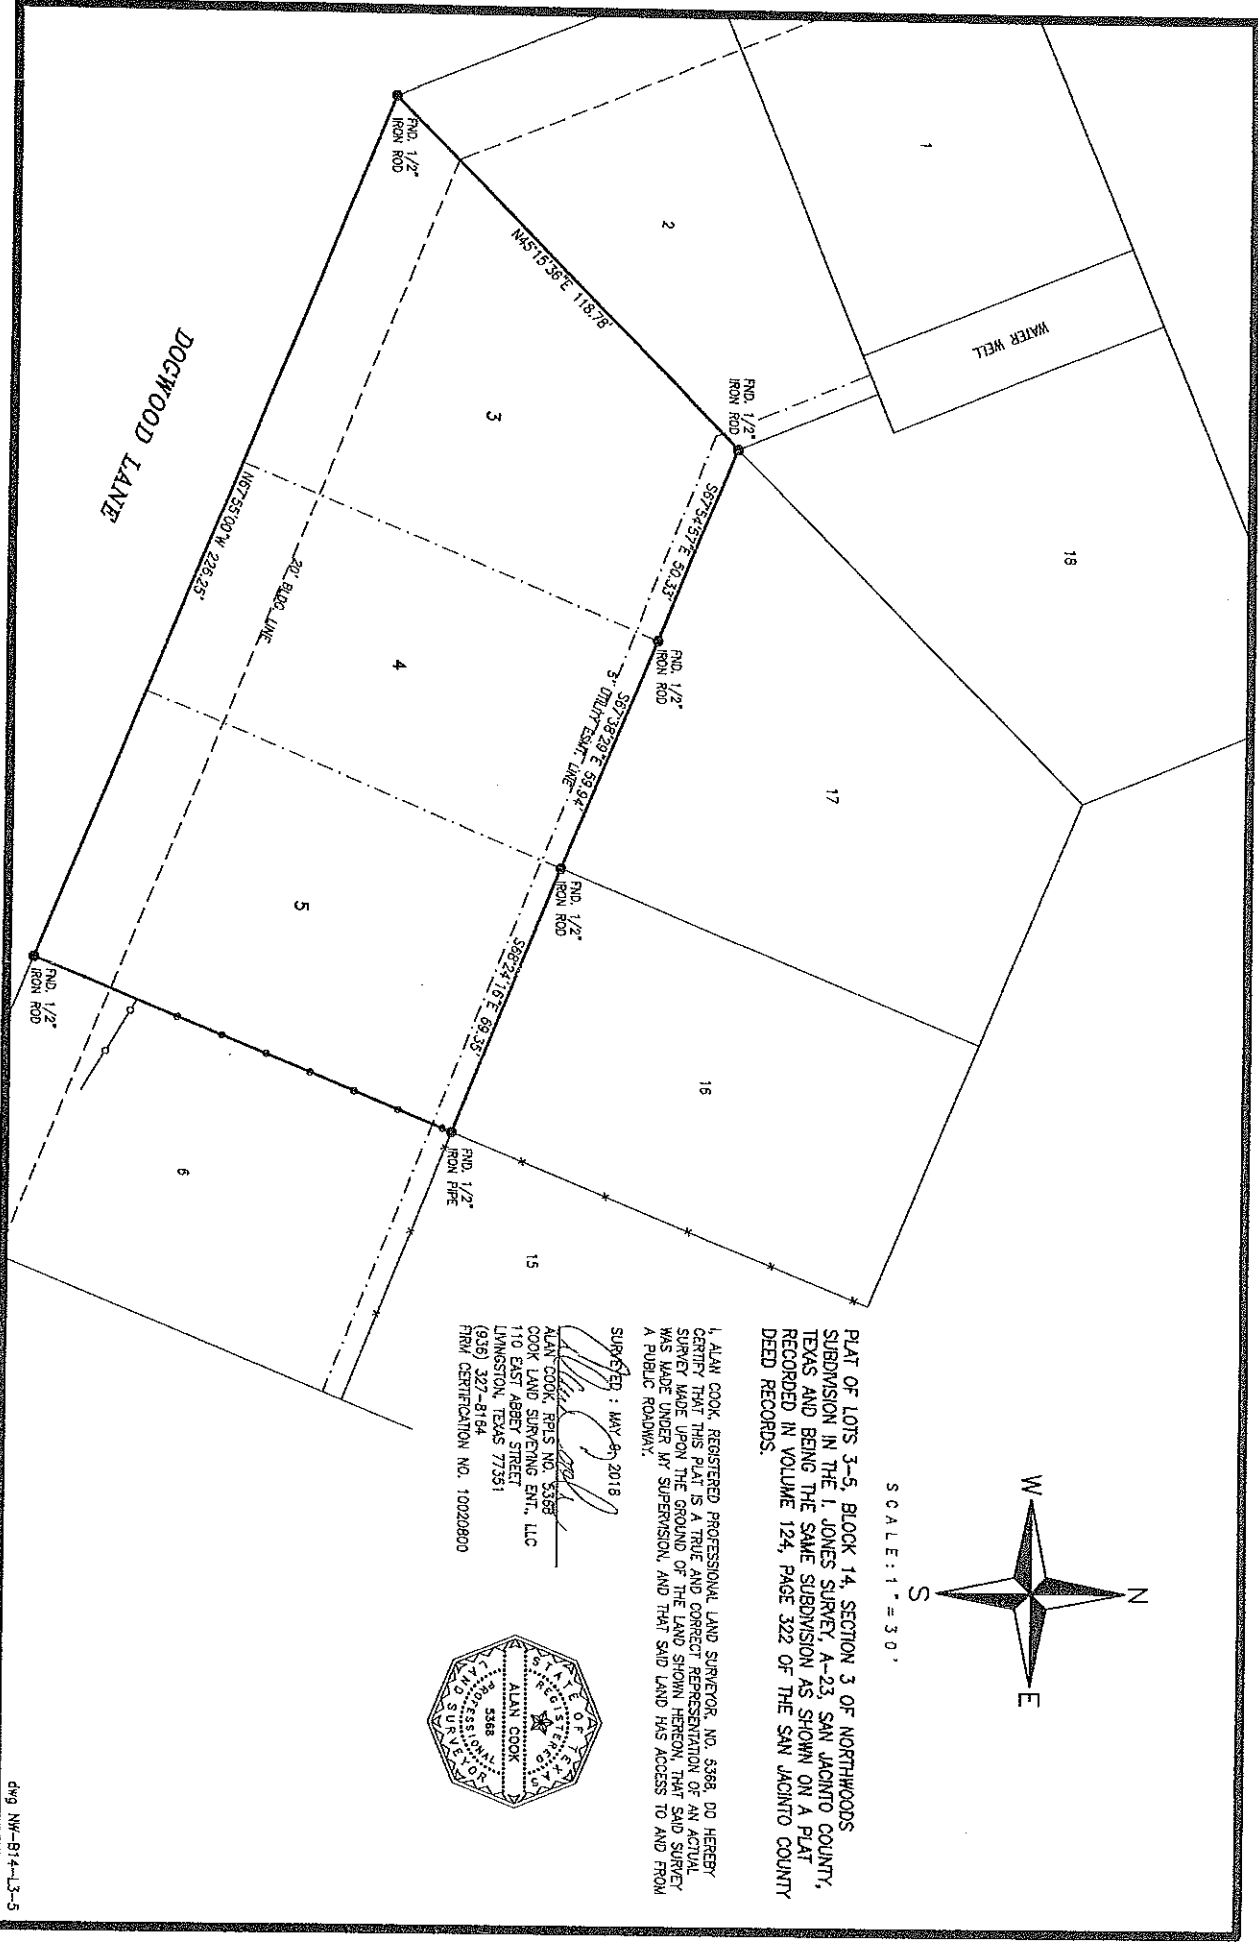 N
W
E
S
SCALE: 1" = 30'
PLAT OF LOTS 3-5, BLOCK 14, SECTION 3 OF NORTHWOODS
SUBDIVISION IN THE I. JONES SURVEY, A-23, SAN JACINTO COUNTY,
TEXAS AND BEING THE SAME SUBDIVISION AS SHOWN ON A PLAT
RECORDED IN VOLUME 124, PAGE 322 OF THE SAN JACINTO COUNTY
DEED RECORDS.
I, ALAN COOK, REGISTERED PROFESSIONAL LAND SURVEYOR, NO. 5368, DO HEREBY
CERTIFY THAT THIS PLAT IS A TRUE AND CORRECT REPRESENTATION OF AN ACTUAL
SURVEY MADE UPON THE GROUND OF THE LAND SHOWN HEREON, THAT SAID SURVEY
WAS MADE UNDER MY SUPERVISION, AND THAT SAID LAND HAS ACCESS TO AND FROM
A PUBLIC ROADWAY.
SURVEYED : MAY 2018
ALAN COOK, RPLS NO. 5368
COOK LAND SURVEYING ENT., LLC
110 EAST ABBEY STREET
LIVINGSTON, TEXAS 77351
(936) 327-8164
FIRM CERTIFICATION NO. 10020800
STATE OF TEXAS
REGISTERED
ALAN COOK
5368
PROFESSIONAL
LAND SURVEYOR
1
2
WATER WELL
18
17
16
15
3
4
5
6
FND. 1/2"
IRON ROD
N45°15'36"E 118.78'
FND. 1/2"
IRON ROD
S67°54'57"E 50.33'
FND. 1/2"
IRON ROD
S67°38'29"E 59.94'
5' UTILITY ESMT. LINE
FND. 1/2"
IRON ROD
S68°24'16"E 69.35'
FND. 1/2"
IRON PIPE
FND. 1/2"
IRON ROD
20' BLDG. LINE
N67°55'00"W 226.25'
DOGWOOD LANE
dwg NW-B14-L3-5